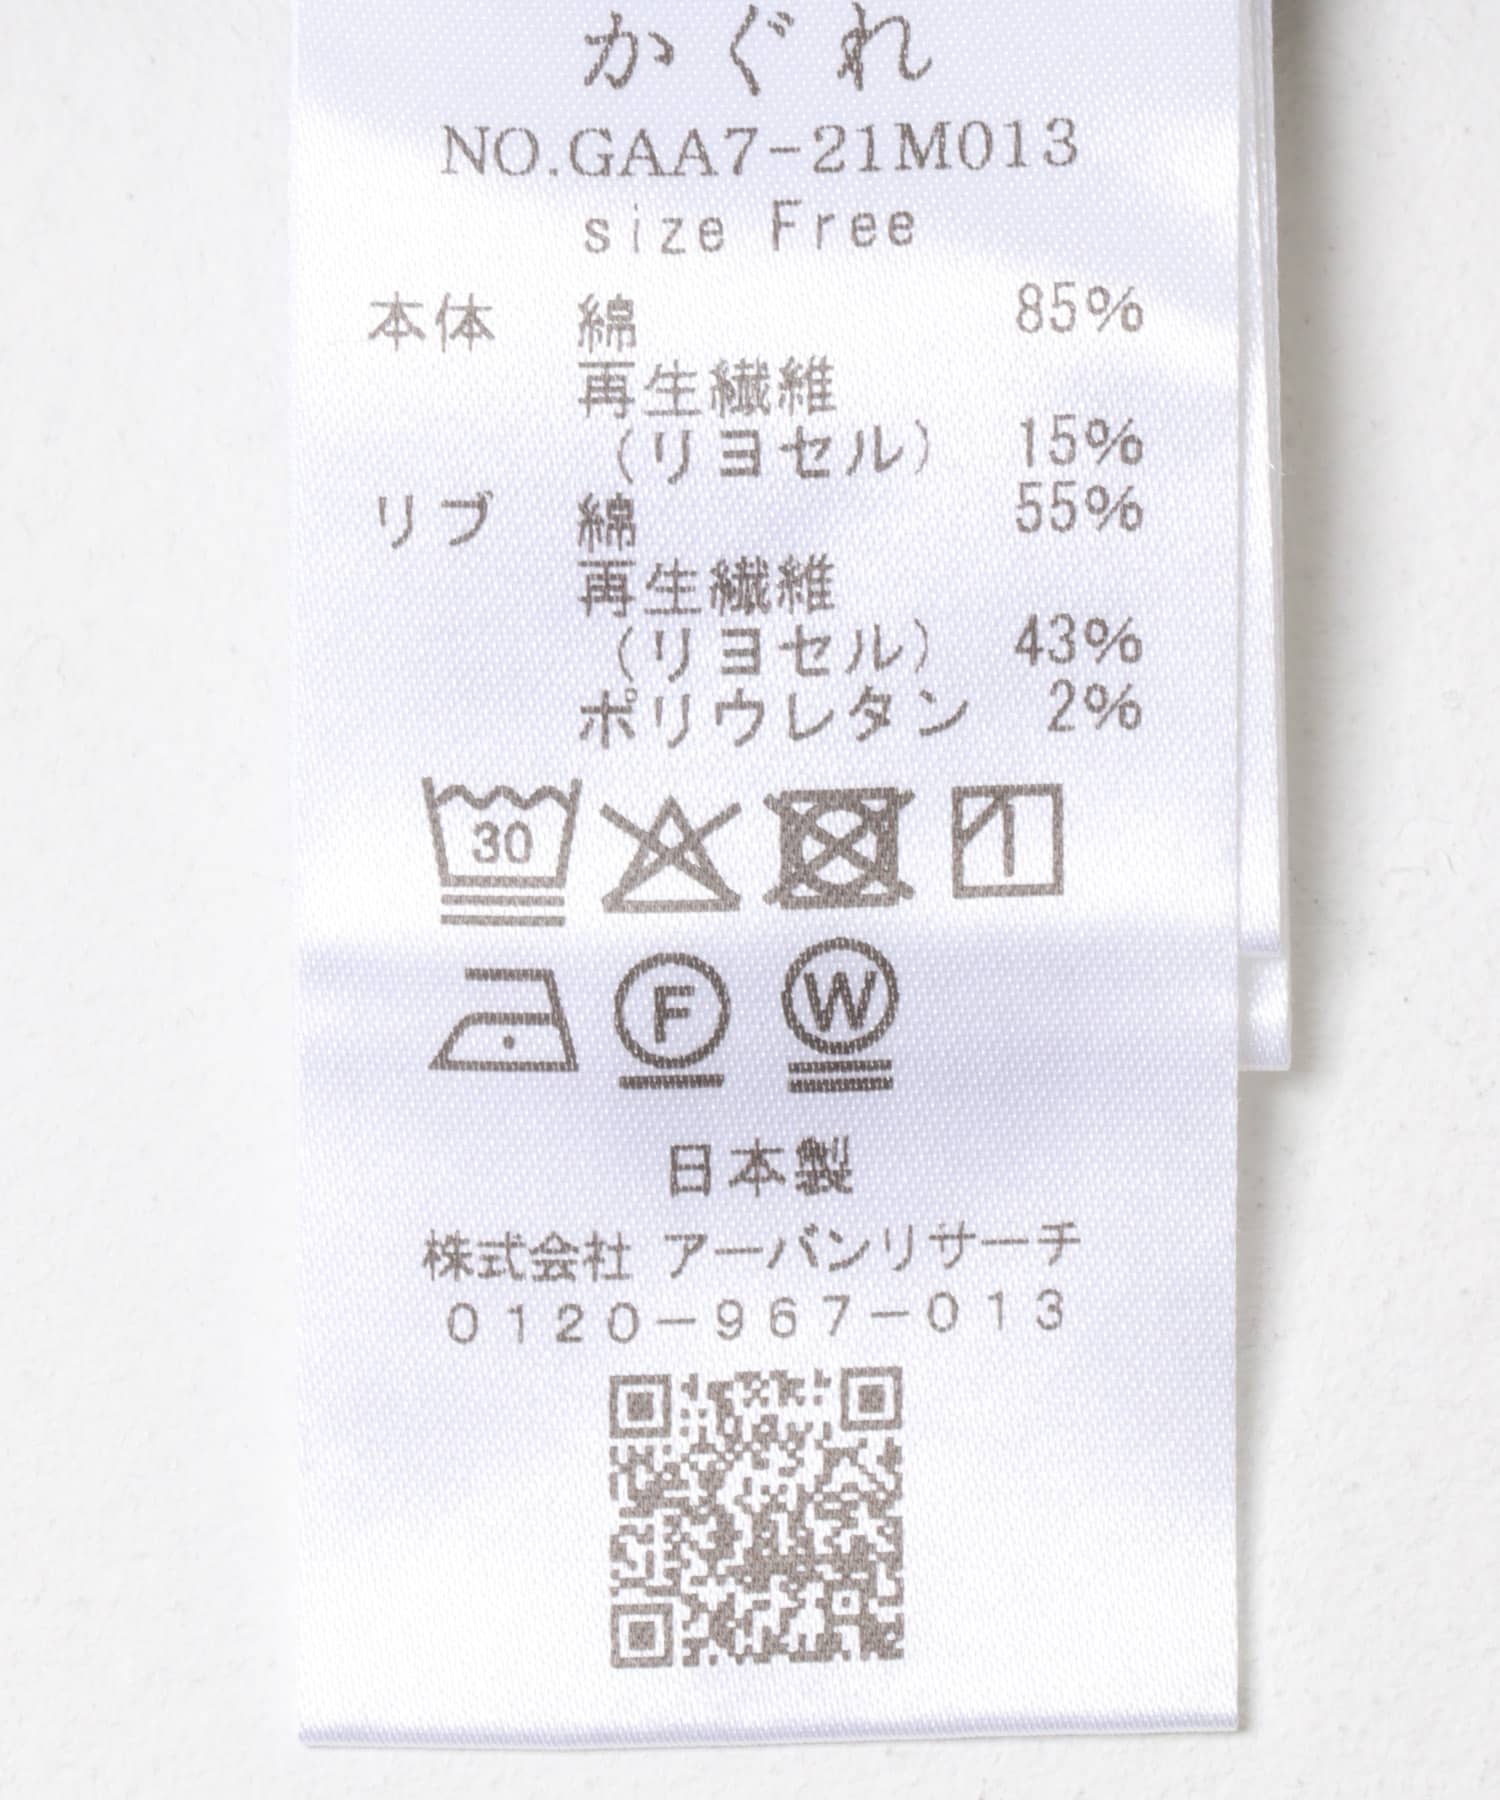 かぐれ
NO.GAA7-21M013
size Free
本体 綿 85%
再生繊維
(リヨセル) 15%
リブ 綿 55%
再生繊維
(リヨセル) 43%
ポリウレタン 2%
30
F W
日本製
株式会社 アーバンリサーチ
0120-967-013